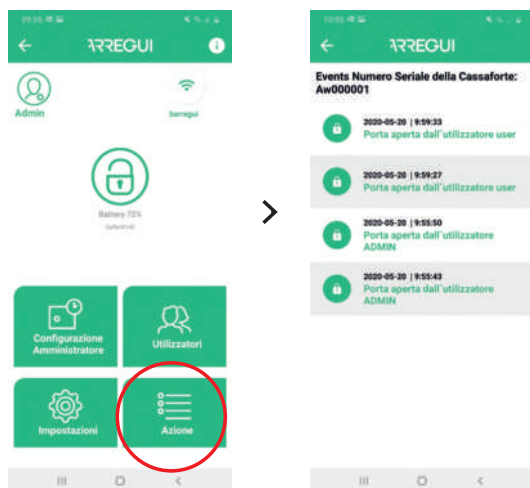 ARREGUI
Admin
barregui
Battery 72%
Configurazione
Amministratore
Utilizzatori
Impostazioni
Azione
ARREGUI
Events Numero Seriale della Cassaforte:
Aw000001
2020-05-20 | 9:59:33
Porta aperta dall´utilizzatore user
2020-05-20 | 9:59:27
Porta aperta dall´utilizzatore user
2020-05-20 | 9:55:50
Porta aperta dall´utilizzatore
ADMIN
2020-05-20 | 9:55:43
Porta aperta dall´utilizzatore
ADMIN